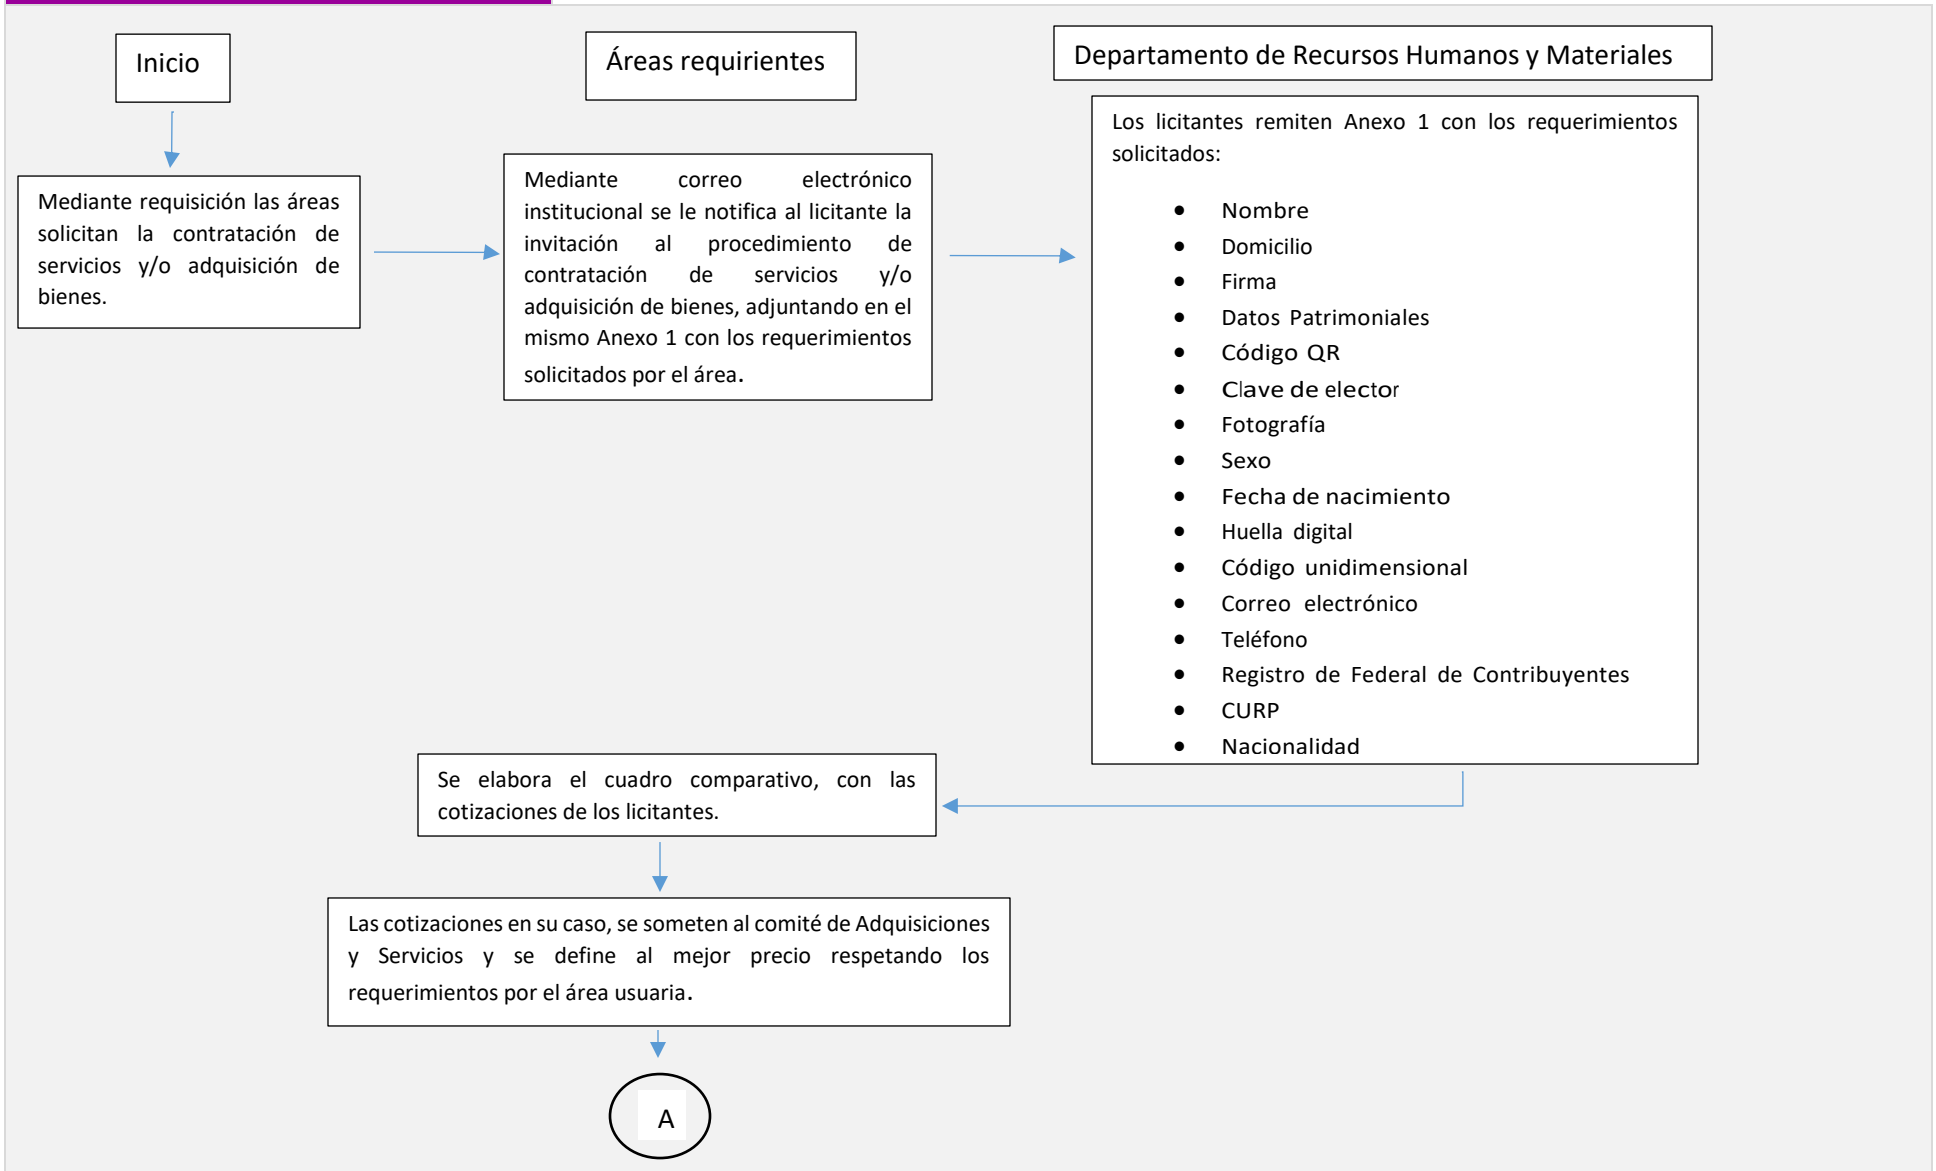 Inicio
Áreas requirientes
Departamento de Recursos Humanos y Materiales
Mediante requisición las áreas
solicitan la contratación de
servicios y/o adquisición de
bienes.
Mediante correo electrónico
institucional se le notifica al licitante la
invitación al procedimiento de
contratación de servicios y/o
adquisición de bienes, adjuntando en el
mismo Anexo 1 con los requerimientos
solicitados por el área.
Los licitantes remiten Anexo 1 con los requerimientos
solicitados:
• Nombre
• Domicilio
• Firma
• Datos Patrimoniales
• Código QR
• Clave de elector
• Fotografía
• Sexo
• Fecha de nacimiento
• Huella digital
• Código unidimensional
• Correo electrónico
• Teléfono
• Registro de Federal de Contribuyentes
• CURP
• Nacionalidad
Se elabora el cuadro comparativo, con las
cotizaciones de los licitantes.
Las cotizaciones en su caso, se someten al comité de Adquisiciones
y Servicios y se define al mejor precio respetando los
requerimientos por el área usuaria.
A